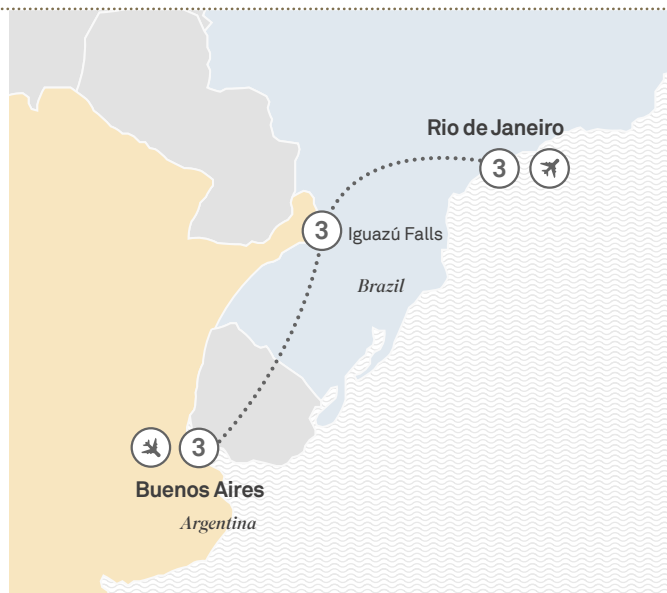 Rio de Janeiro
3
3
Iguazú Falls
Brazil
3
Buenos Aires
Argentina